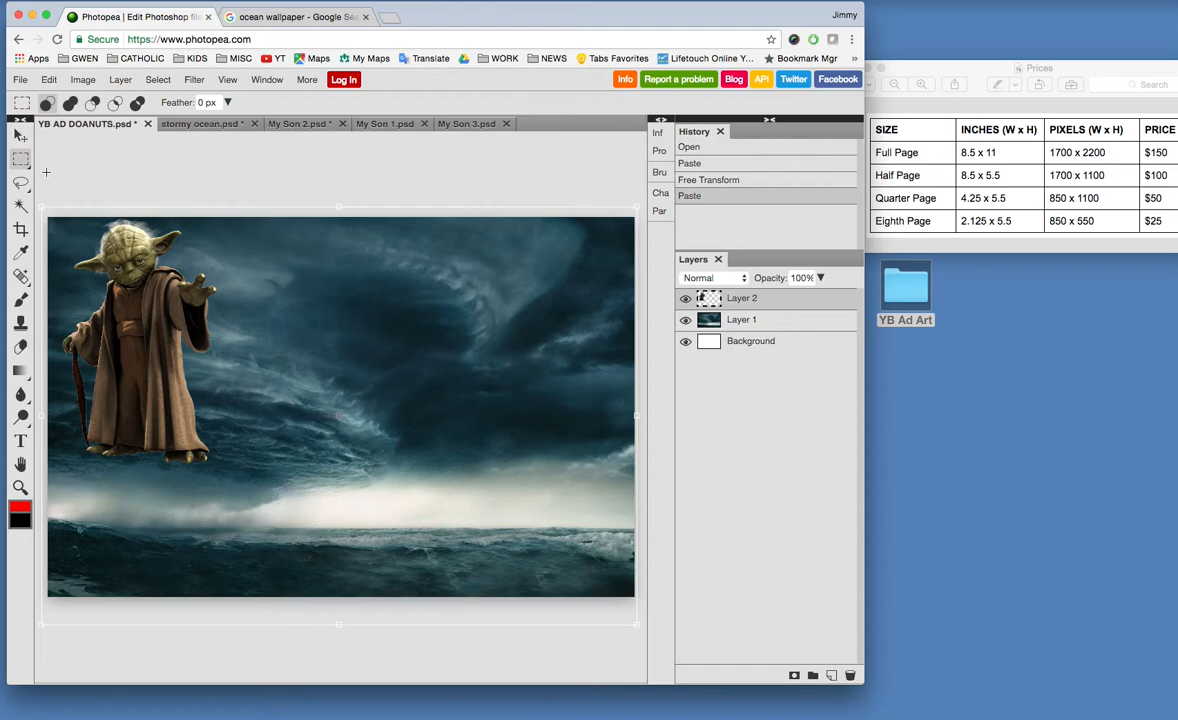 Photopea | Edit Photoshop file
ocean wallpaper - Google Sea
Jimmy
Secure https://www.photopea.com
Apps GWEN CATHOLIC KIDS MISC YT Maps My Maps Translate WORK NEWS Tabs Favorites Lifetouch Online Y... Bookmark Mgr »
File Edit Image Layer Select Filter View Window More Log In Info Report a problem Blog API Twitter Facebook
Feather: 0 px
YB AD DOANUTS.psd * stormy ocean.psd * My Son 2.psd * My Son 1.psd My Son 3.psd
Inf
Pro
Bru
Cha
Par
History
Open
Paste
Free Transform
Paste
Layers
Normal Opacity: 100%
Layer 2
Layer 1
Background
T
Prices
Search
SIZE INCHES (W x H) PIXELS (W x H) PRICE
Full Page 8.5 x 11 1700 x 2200 $150
Half Page 8.5 x 5.5 1700 x 1100 $100
Quarter Page 4.25 x 5.5 850 x 1100 $50
Eighth Page 2.125 x 5.5 850 x 550 $25
YB Ad Art